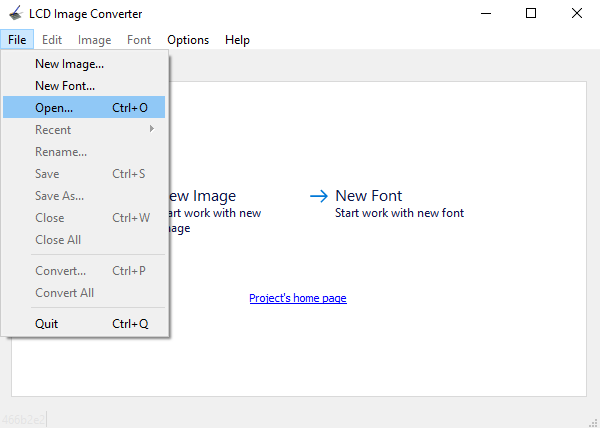 LCD Image Converter
File Edit Image Font Options Help
New Image...
New Font...
Open... Ctrl+O
Recent
Rename...
Save Ctrl+S
Save As...
Close Ctrl+W
Close All
Convert... Ctrl+P
Convert All
Quit Ctrl+Q
ew Image
art work with new
age
New Font
Start work with new font
Project's home page
466b2e2